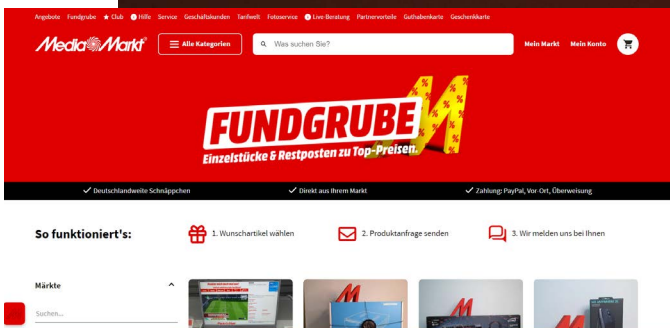 Angebote Fundgrube Club Hilfe Service Geschäftskunden Tarifwelt Fotoservice Live-Beratung Partnervorteile Guthabenkarte Geschenkkarte
MediaMarkt Alle Kategorien Was suchen Sie? Mein Markt Mein Konto
FUNDGRUBE
Einzelstücke & Restposten zu Top-Preisen.
Deutschlandweite Schnäppchen Direkt aus Ihrem Markt Zahlung: PayPal, Vor-Ort, Überweisung
So funktioniert's: 1. Wunschartikel wählen 2. Produktanfrage senden 3. Wir melden uns bei Ihnen
Märkte
Suchen...